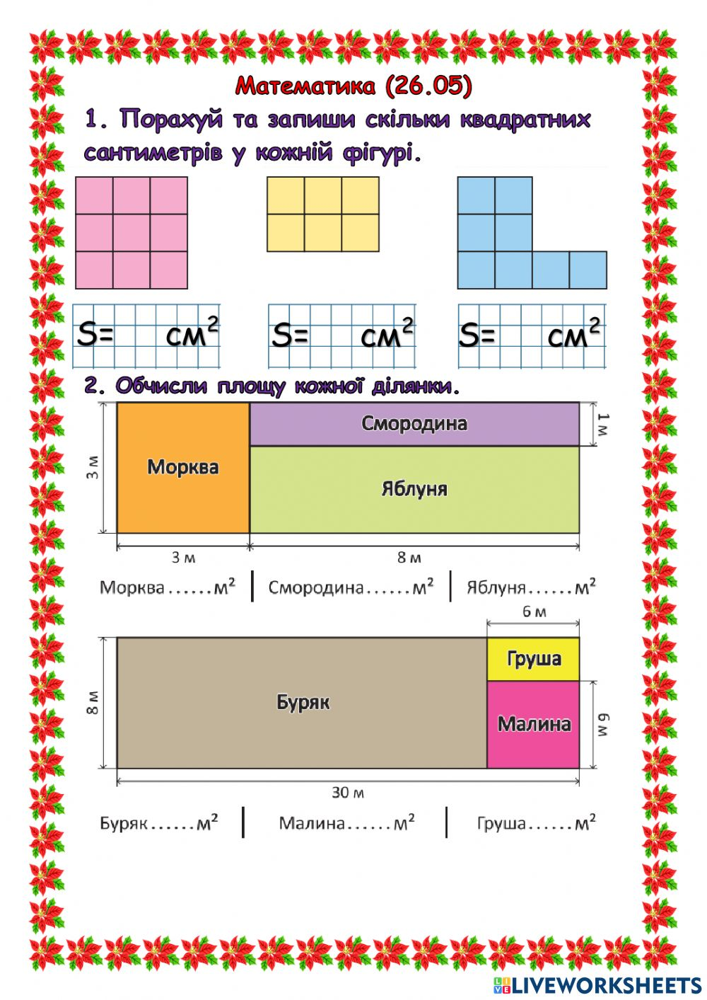 Математика (26.05)
1. Порахуй та запиши скільки квадратних
сантиметрів у кожній фігурі.
S= см²
S= см²
S= см²
2. Обчисли площу кожної ділянки.
Морква
Смородина
Яблуня
3 м
1 м
3 м
8 м
Морква......м²
Смородина......м²
Яблуня......м²
6 м
Буряк
Груша
Малина
8 м
6 м
30 м
Буряк......м²
Малина......м²
Груша......м²
LIVE LIVEWORKSHEETS